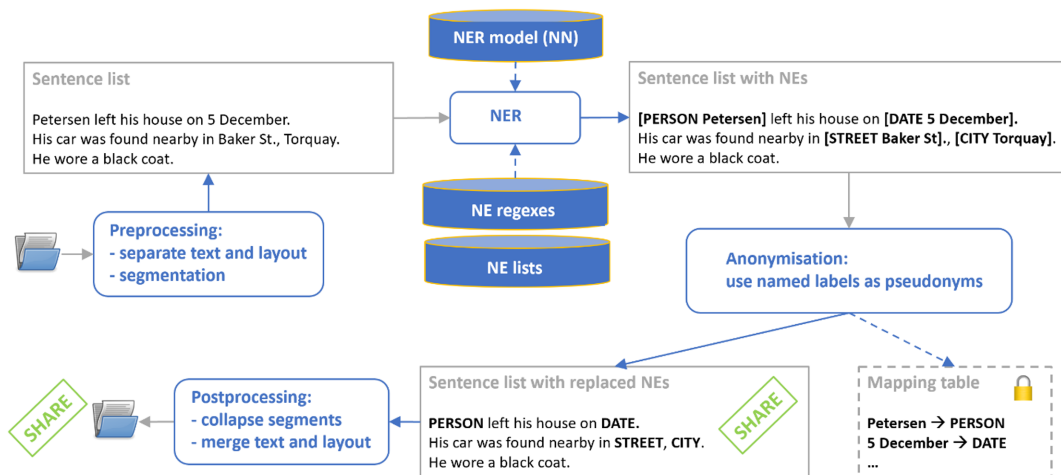 NER model (NN)
Sentence list
Petersen left his house on 5 December.
His car was found nearby in Baker St., Torquay.
He wore a black coat.
NER
Sentence list with NEs
[PERSON Petersen] left his house on [DATE 5 December].
His car was found nearby in [STREET Baker St]., [CITY Torquay].
He wore a black coat.
Preprocessing:
- separate text and layout
- segmentation
NE regexes
NE lists
Anonymisation:
use named labels as pseudonyms
SHARE
Postprocessing:
- collapse segments
- merge text and layout
Sentence list with replaced NEs
PERSON left his house on DATE.
His car was found nearby in STREET, CITY.
He wore a black coat.
SHARE
Mapping table
Petersen → PERSON
5 December → DATE
...